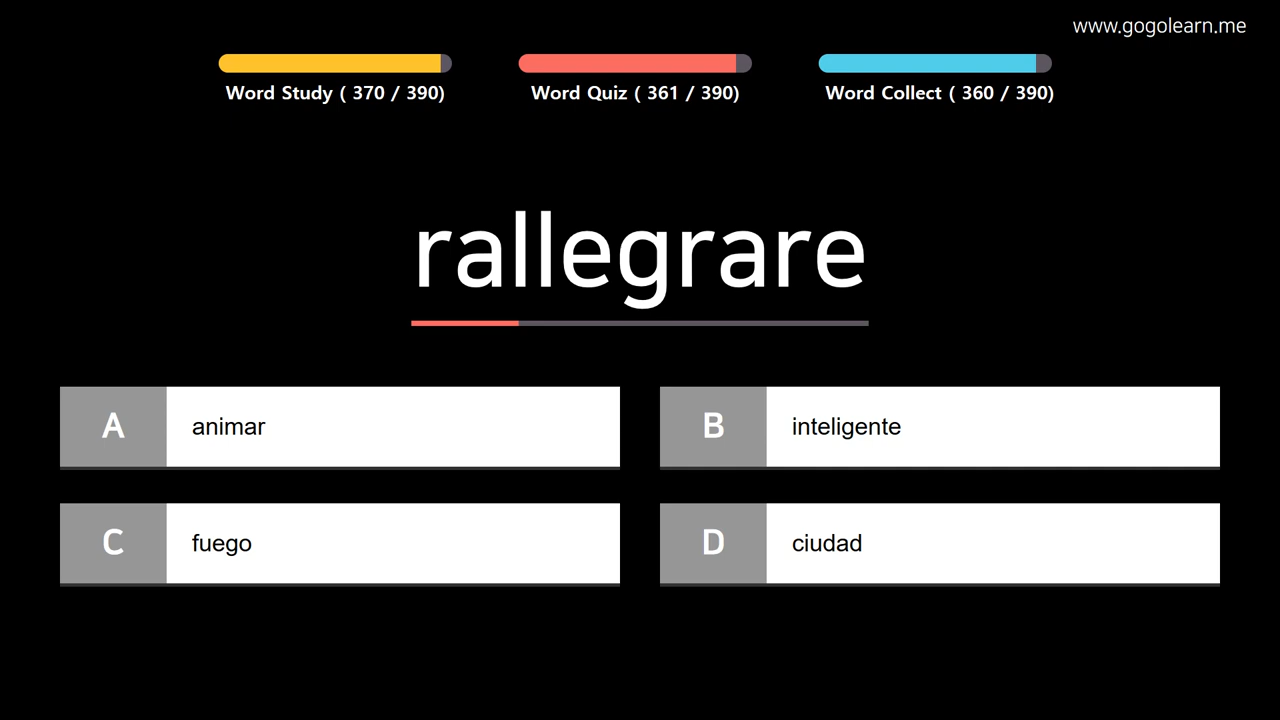 www.gogolearn.me
Word Study ( 370 / 390)
Word Quiz ( 361 / 390)
Word Collect ( 360 / 390)
rallegrare
A animar
B inteligente
C fuego
D ciudad